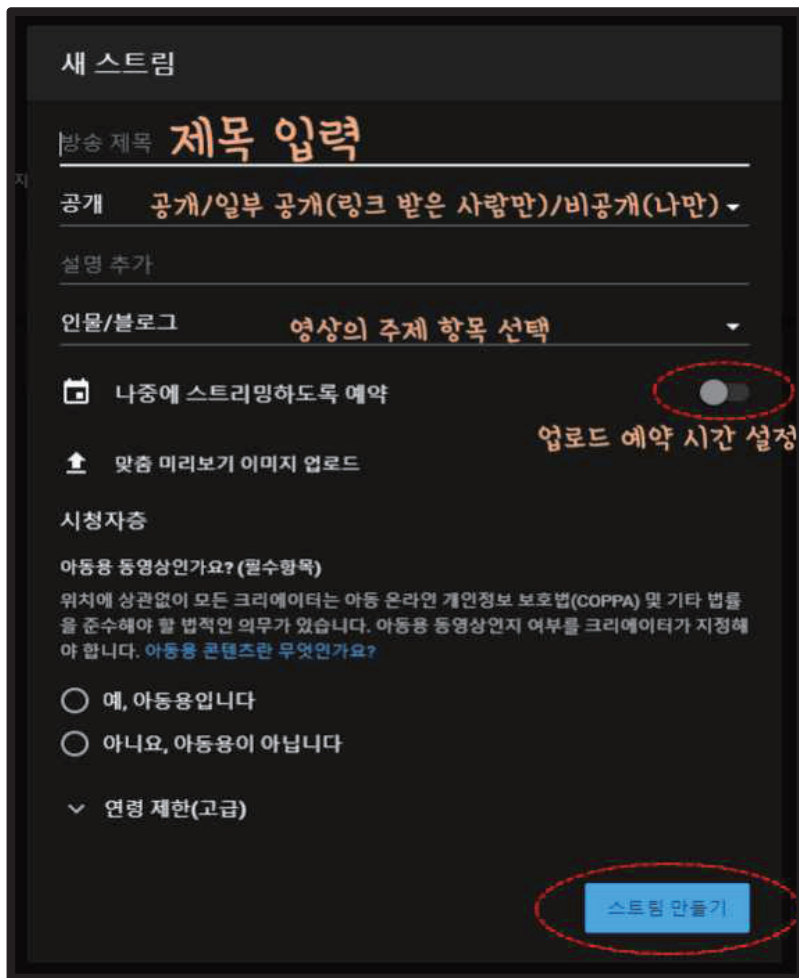 새 스트림
방송 제목 제목 입력
지
공개 공개/일부 공개(링크 받은 사람만)/비공개(나만)
설명 추가
인물/블로그 영상의 주제 항목 선택
나중에 스트리밍하도록 예약
업로드 예약 시간 설정
맞춤 미리보기 이미지 업로드
시청자층
아동용 동영상인가요? (필수항목)
위치에 상관없이 모든 크리에이터는 아동 온라인 개인정보 보호법(COPPA) 및 기타 법률
을 준수해야 할 법적인 의무가 있습니다. 아동용 동영상인지 여부를 크리에이터가 지정해
야 합니다. 아동용 콘텐츠란 무엇인가요?
예, 아동용입니다
아니요, 아동용이 아닙니다
연령 제한(고급)
스트림 만들기